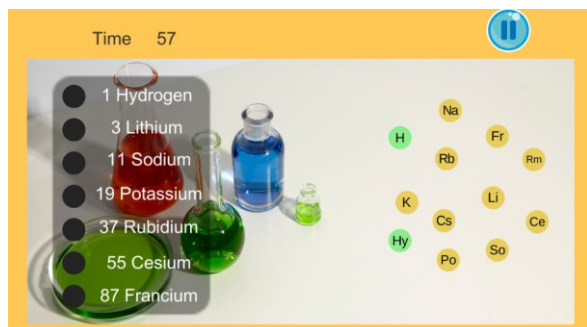 Time 57
1 Hydrogen
3 Lithium
11 Sodium
19 Potassium
37 Rubidium
55 Cesium
87 Francium
Na
H
Fr
Rb
Rm
K
Li
Cs
Ce
Hy
So
Po